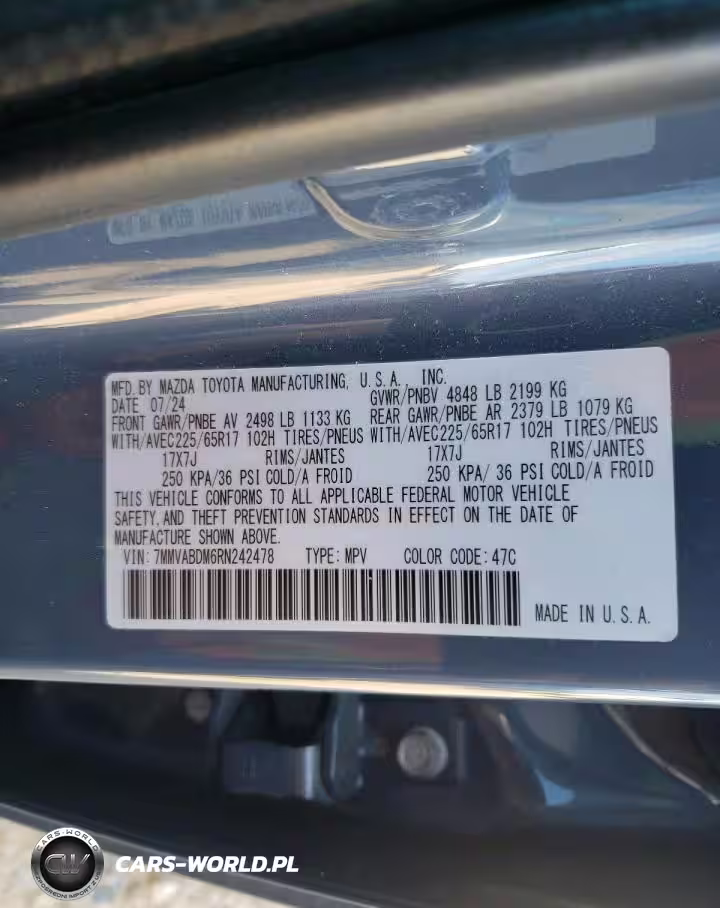 MFD. BY MAZDA TOYOTA MANUFACTURING, U.S.A., INC.
DATE 07/24 GVWR/PNBV 4848 LB 2199 KG
FRONT GAWR/PNBE AV 2498 LB 1133 KG REAR GAWR/PNBE AR 2379 LB 1079 KG
WITH/AVEC225/65R17 102H TIRES/PNEUS WITH/AVEC225/65R17 102H TIRES/PNEUS
17X7J RIMS/JANTES 17X7J RIMS/JANTES
250 KPA/36 PSI COLD/A FROID 250 KPA/ 36 PSI COLD/A FROID
THIS VEHICLE CONFORMS TO ALL APPLICABLE FEDERAL MOTOR VEHICLE
SAFETY, AND THEFT PREVENTION STANDARDS IN EFFECT ON THE DATE OF
MANUFACTURE SHOWN ABOVE.
VIN: 7MMVABDM6RN242478 TYPE: MPV COLOR CODE: 47C
MADE IN U.S.A.
CARS-WORLD
CW
CARS-WORLD.PL